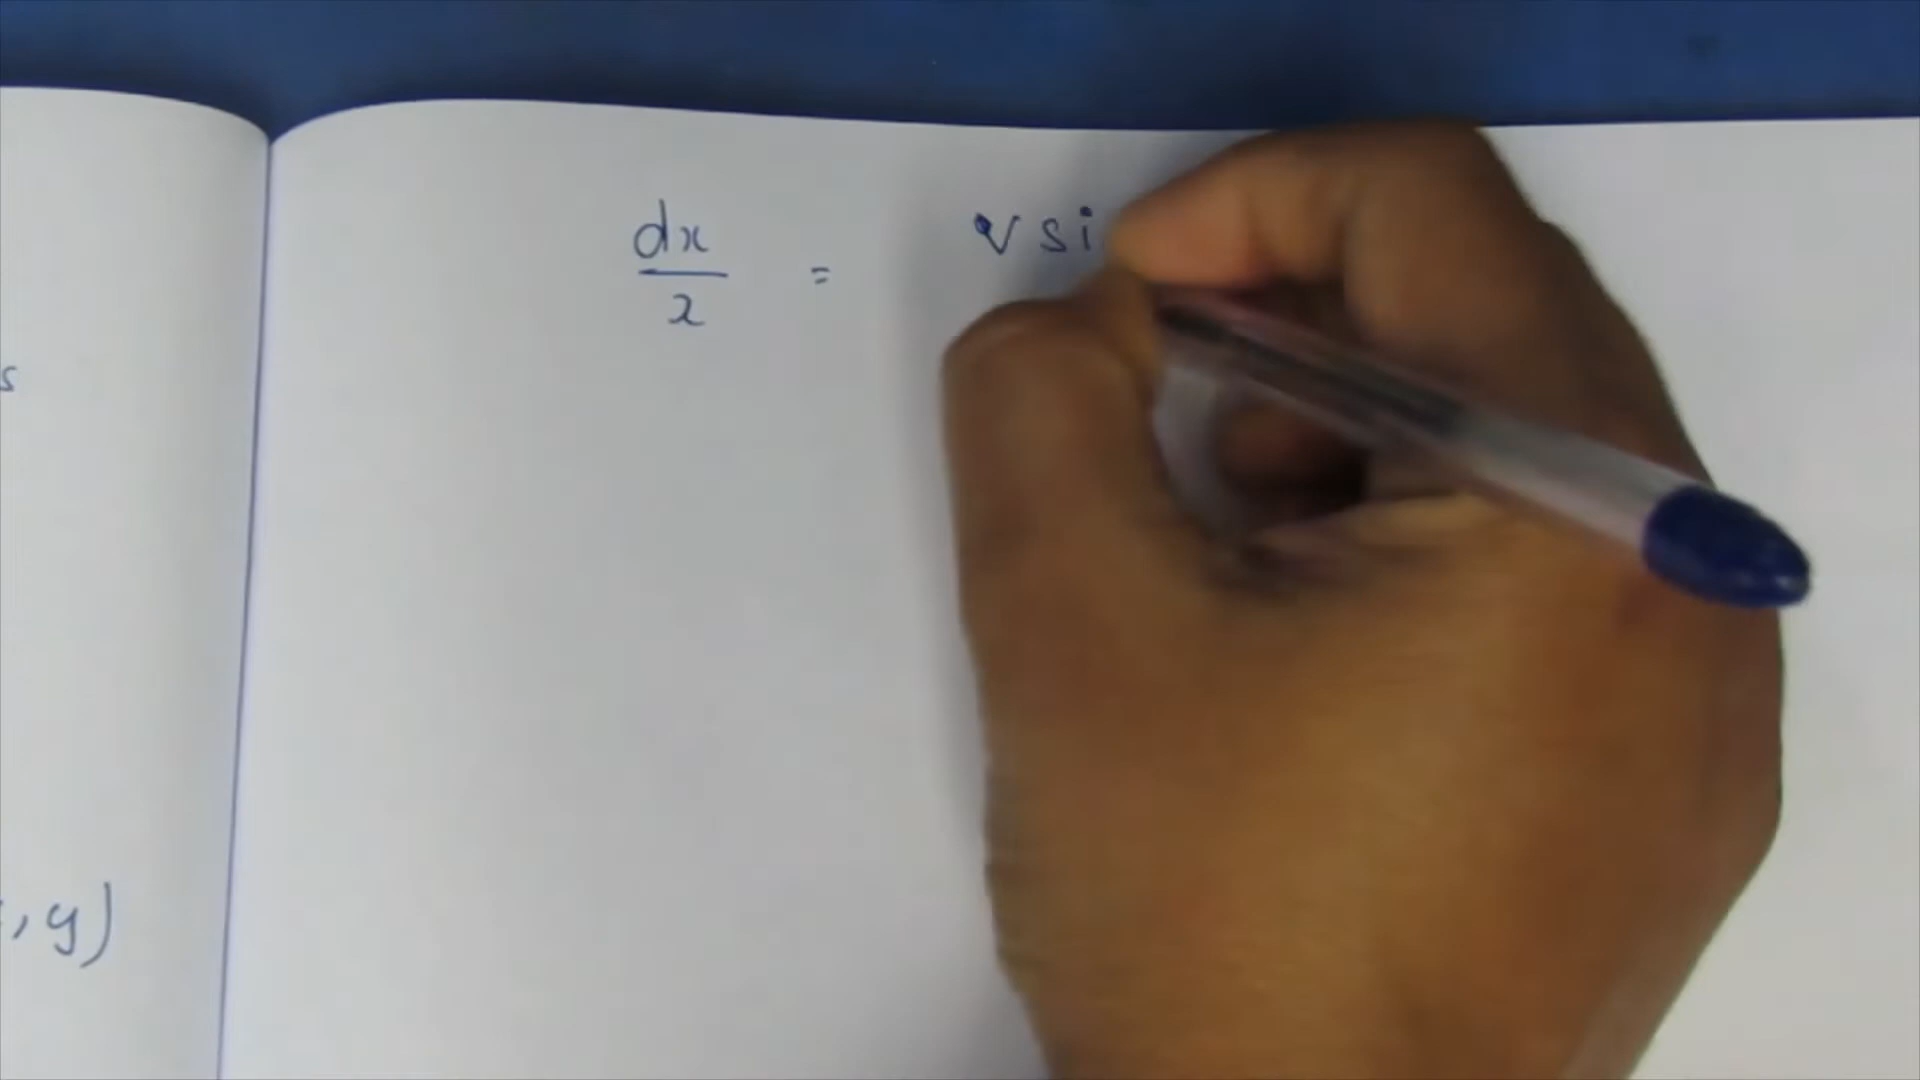 s
, y)
dx/x = v si